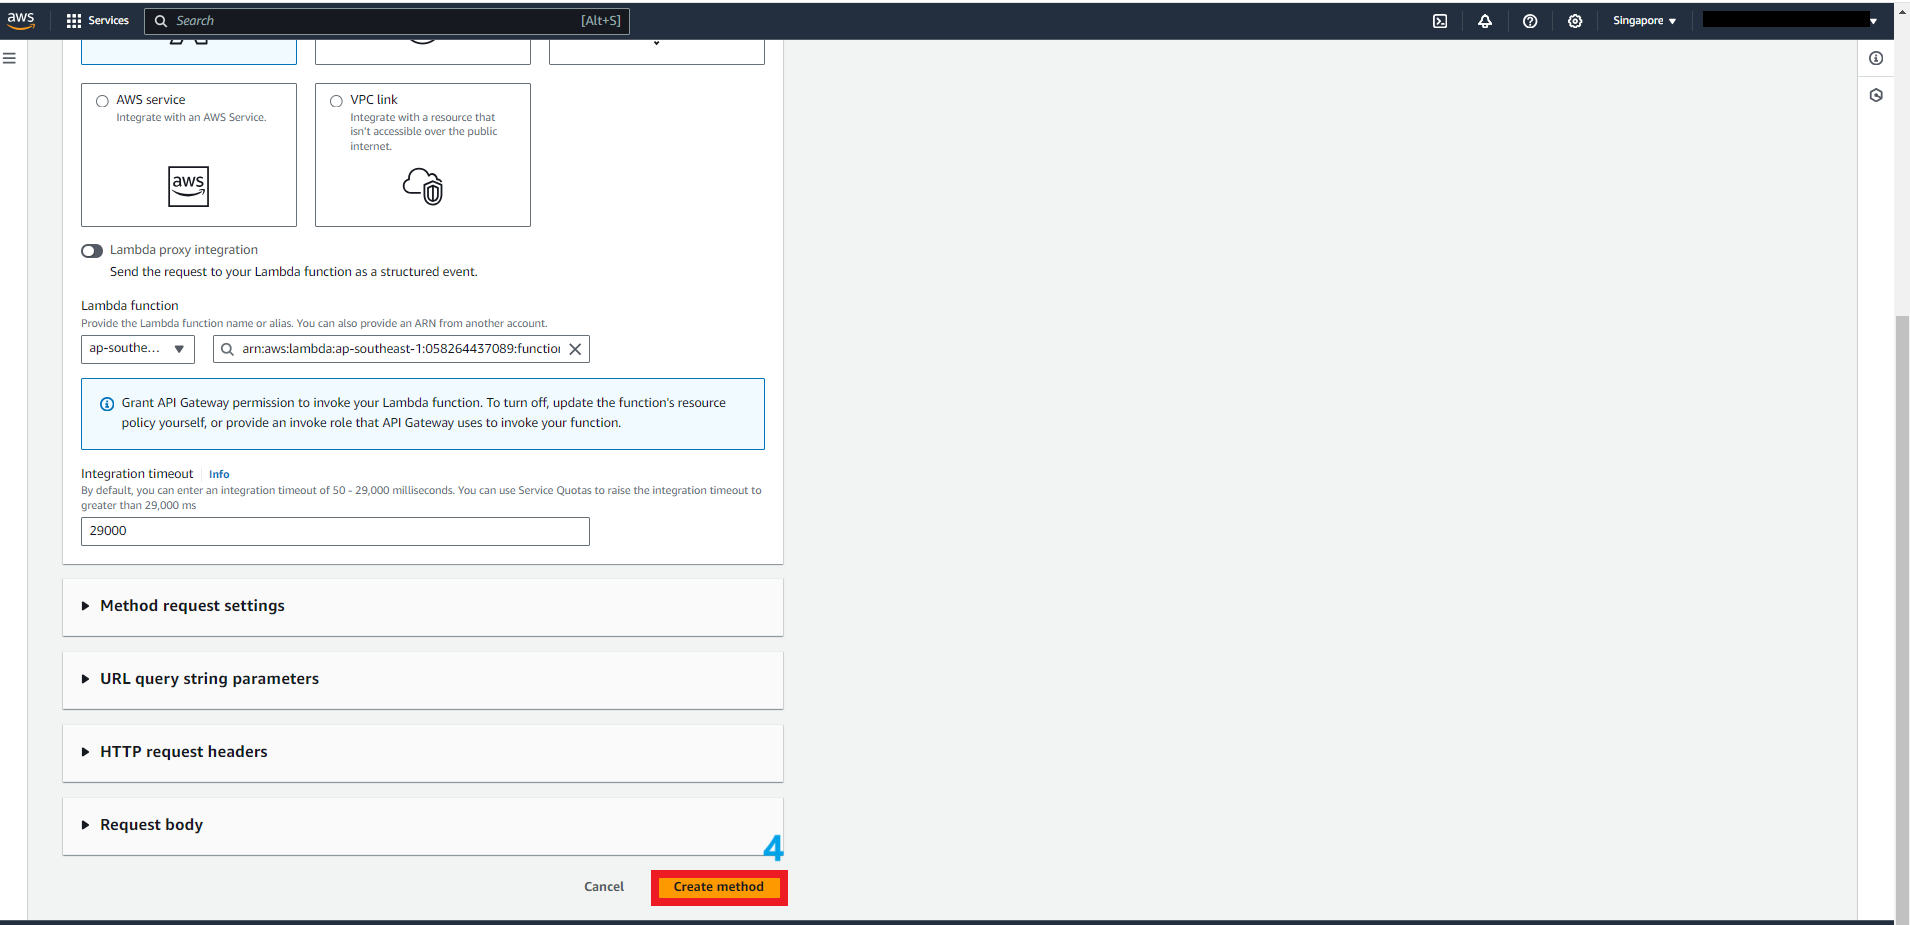 aws Services Search [Alt+S] Singapore
AWS service
Integrate with an AWS Service.
aws
VPC link
Integrate with a resource that
isn't accessible over the public
internet.
Lambda proxy integration
Send the request to your Lambda function as a structured event.
Lambda function
Provide the Lambda function name or alias. You can also provide an ARN from another account.
ap-southe... arn:aws:lambda:ap-southeast-1:058264437089:function
Grant API Gateway permission to invoke your Lambda function. To turn off, update the function's resource
policy yourself, or provide an invoke role that API Gateway uses to invoke your function.
Integration timeout Info
By default, you can enter an integration timeout of 50 - 29,000 milliseconds. You can use Service Quotas to raise the integration timeout to
greater than 29,000 ms
29000
Method request settings
URL query string parameters
HTTP request headers
Request body
4
Cancel Create method